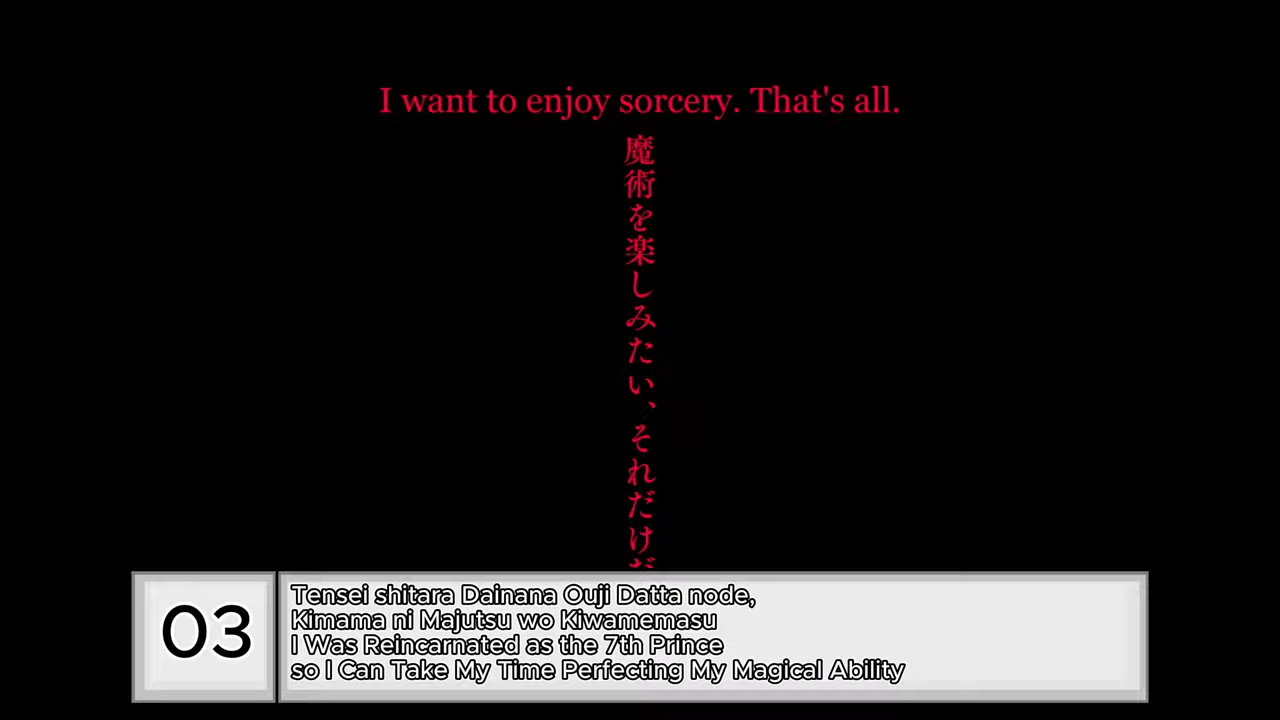 I want to enjoy sorcery. That's all.
魔術を楽しみたい、それだけだ
03
Tensei shitara Dainana Ouji Datta node,
Kimama ni Majutsu wo Kiwamemasu
I Was Reincarnated as the 7th Prince
so I Can Take My Time Perfecting My Magical Ability